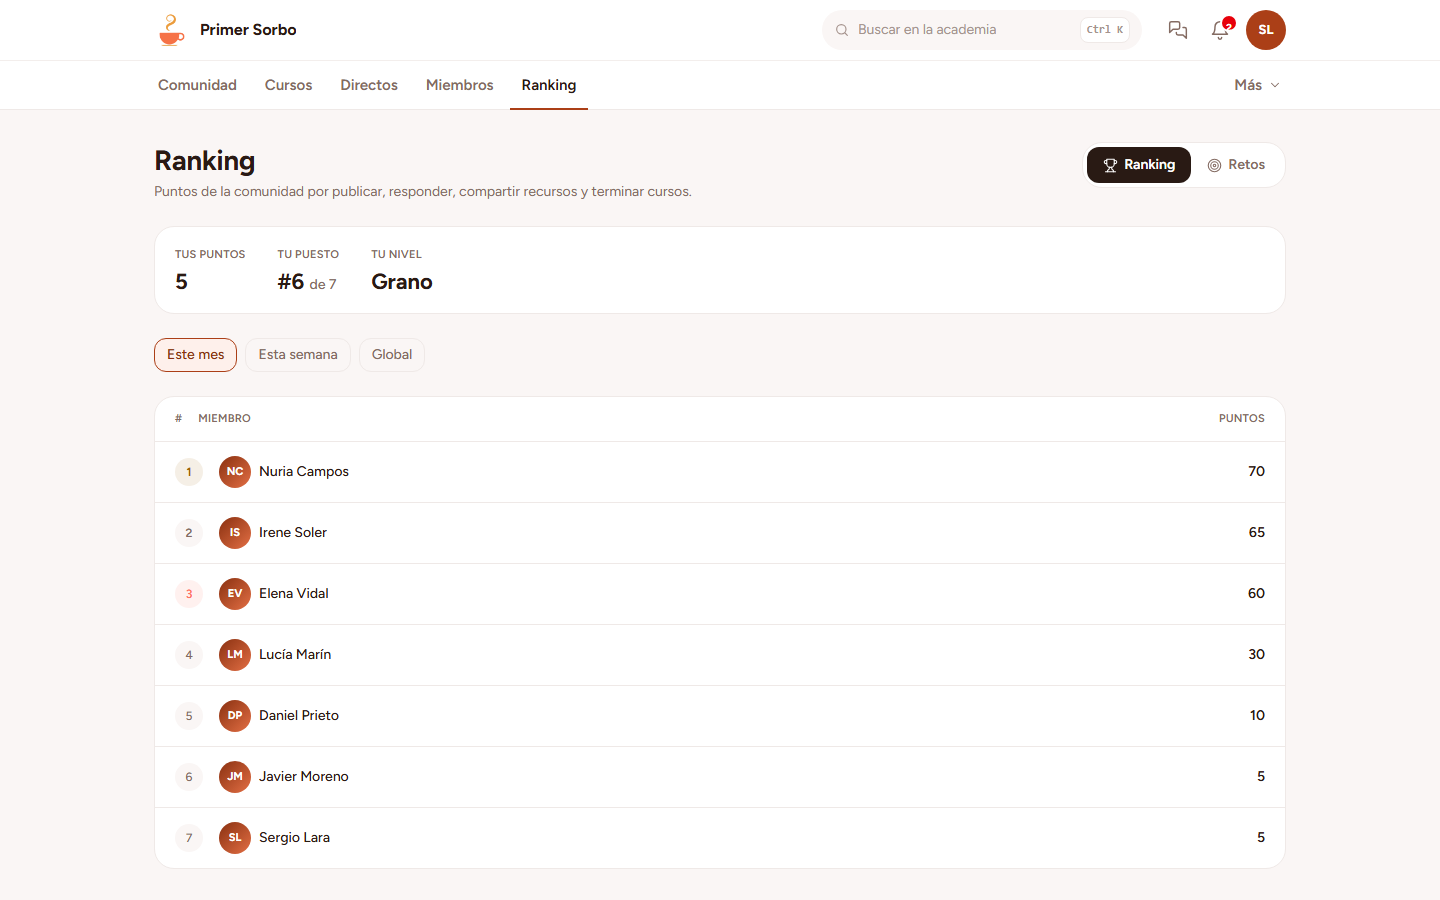 Primer Sorbo
Buscar en la academia
Ctrl K
SL
Comunidad
Cursos
Directos
Miembros
Ranking
Más
Ranking
Puntos de la comunidad por publicar, responder, compartir recursos y terminar cursos.
Ranking
Retos
TUS PUNTOS
TU PUESTO
TU NIVEL
5
#6 de 7
Grano
Este mes
Esta semana
Global
# MIEMBRO PUNTOS
1 NC Nuria Campos 70
2 IS Irene Soler 65
3 EV Elena Vidal 60
4 LM Lucía Marín 30
5 DP Daniel Prieto 10
6 JM Javier Moreno 5
7 SL Sergio Lara 5